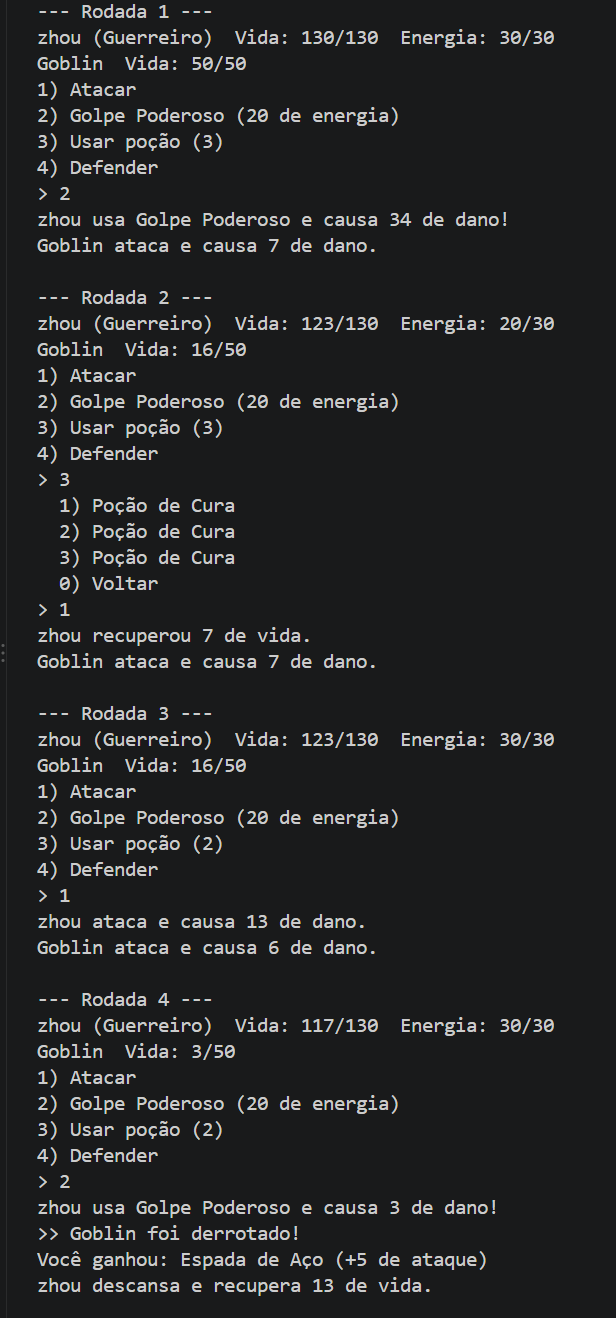 --- Rodada 1 ---
zhou (Guerreiro)  Vida: 130/130  Energia: 30/30
Goblin  Vida: 50/50
1) Atacar
2) Golpe Poderoso (20 de energia)
3) Usar poção (3)
4) Defender
> 2
zhou usa Golpe Poderoso e causa 34 de dano!
Goblin ataca e causa 7 de dano.

--- Rodada 2 ---
zhou (Guerreiro)  Vida: 123/130  Energia: 20/30
Goblin  Vida: 16/50
1) Atacar
2) Golpe Poderoso (20 de energia)
3) Usar poção (3)
4) Defender
> 3
  1) Poção de Cura
  2) Poção de Cura
  3) Poção de Cura
  0) Voltar
> 1
zhou recuperou 7 de vida.
Goblin ataca e causa 7 de dano.

--- Rodada 3 ---
zhou (Guerreiro)  Vida: 123/130  Energia: 30/30
Goblin  Vida: 16/50
1) Atacar
2) Golpe Poderoso (20 de energia)
3) Usar poção (2)
4) Defender
> 1
zhou ataca e causa 13 de dano.
Goblin ataca e causa 6 de dano.

--- Rodada 4 ---
zhou (Guerreiro)  Vida: 117/130  Energia: 30/30
Goblin  Vida: 3/50
1) Atacar
2) Golpe Poderoso (20 de energia)
3) Usar poção (2)
4) Defender
> 2
zhou usa Golpe Poderoso e causa 3 de dano!
>> Goblin foi derrotado!
Você ganhou: Espada de Aço (+5 de ataque)
zhou descansa e recupera 13 de vida.